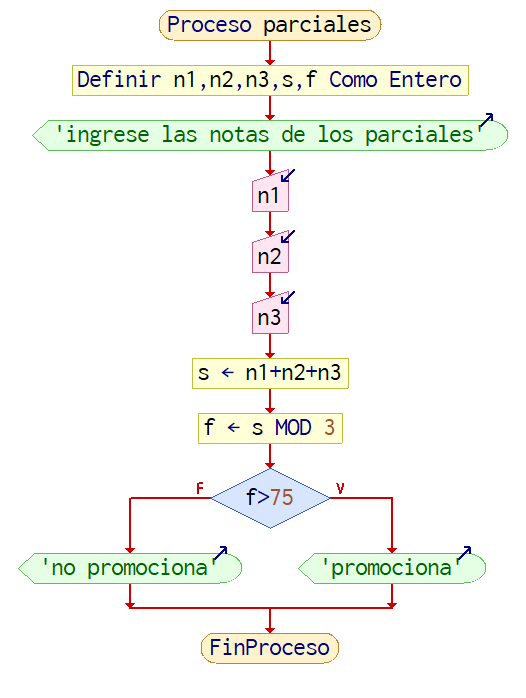 Proceso parciales
Definir n1,n2,n3,s,f Como Entero
'ingrese las notas de los parciales'
n1
n2
n3
s ← n1+n2+n3
f ← s MOD 3
F
f>75
V
'no promociona'
'promociona'
FinProceso